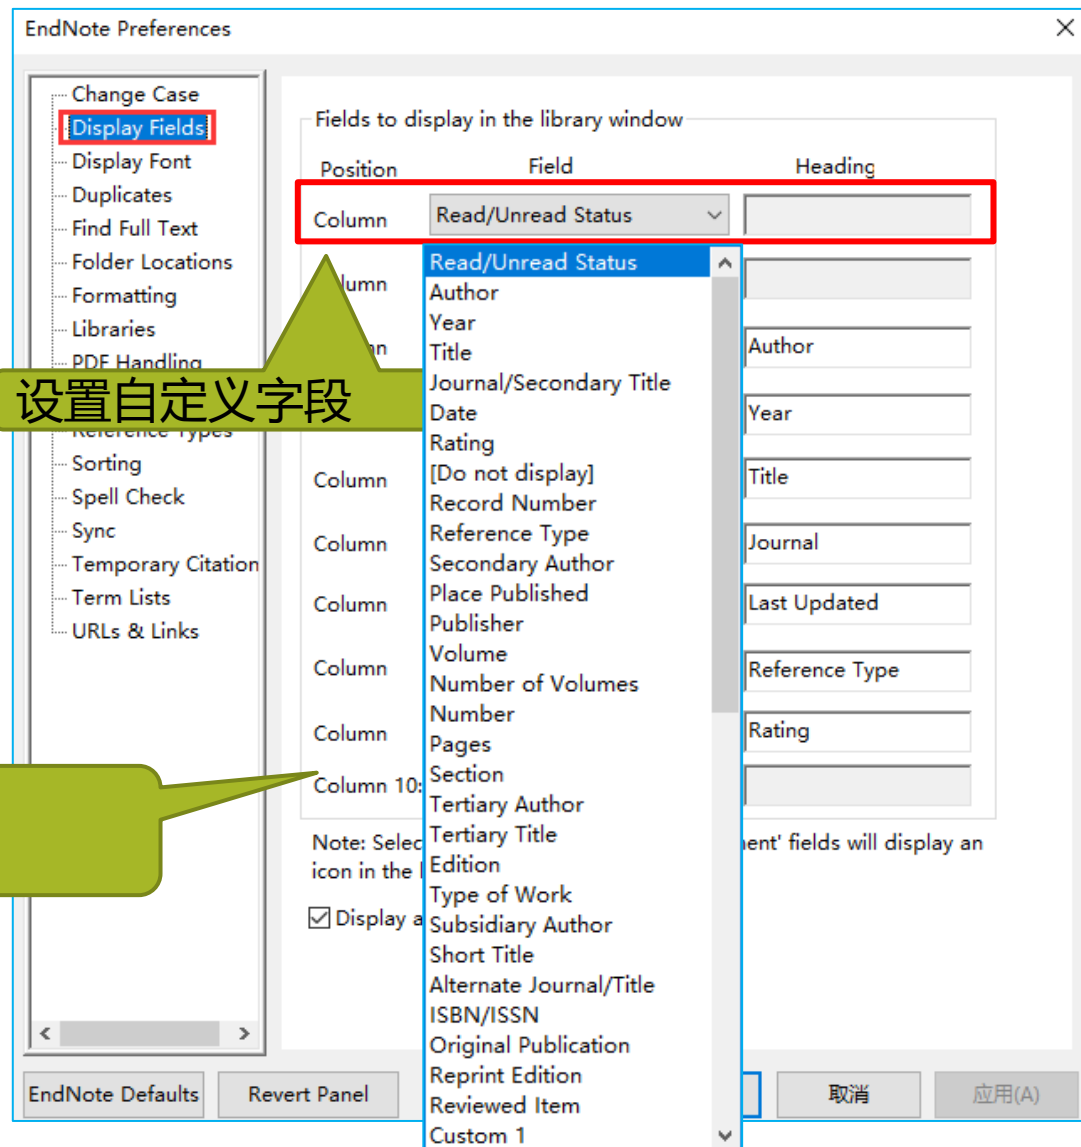 EndNote Preferences
Change Case
Display Fields
Display Font
Duplicates
Find Full Text
Folder Locations
Formatting
Libraries
PDF Handling
Reference Types
Sorting
Spell Check
Sync
Temporary Citation
Term Lists
URLs & Links
设置自定义字段
Fields to display in the library window
Position Field Heading
Column Read/Unread Status
Column Author
Column Year
Column Title
Column Journal
Column Last Updated
Column Reference Type
Column Rating
Column 10:
Read/Unread Status
Author
Year
Title
Journal/Secondary Title
Date
Rating
[Do not display]
Record Number
Reference Type
Secondary Author
Place Published
Publisher
Volume
Number of Volumes
Number
Pages
Section
Tertiary Author
Tertiary Title
Edition
Type of Work
Subsidiary Author
Short Title
Alternate Journal/Title
ISBN/ISSN
Original Publication
Reprint Edition
Reviewed Item
Custom 1
Note: fields will display an
icon in the
Display
EndNote Defaults Revert Panel 取消 应用(A)